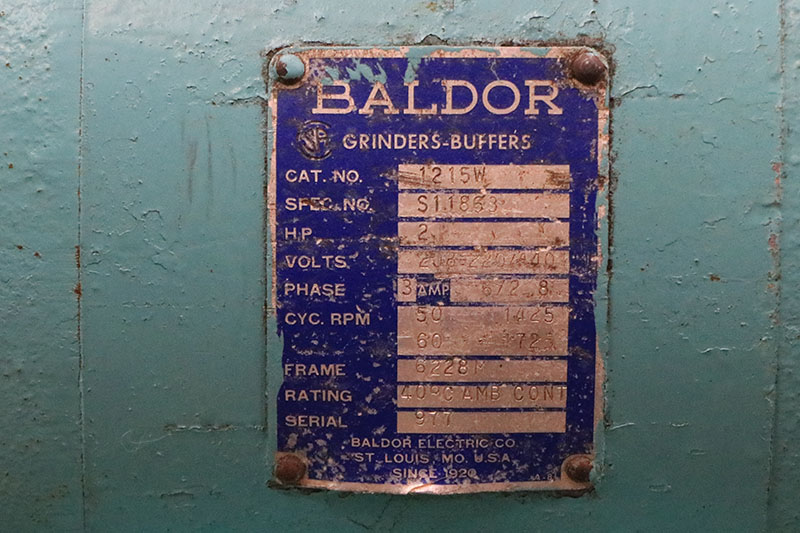 BALDOR
GRINDERS-BUFFERS
CAT. NO. 1215W
SPEC. NO. S11863
H.P. 2
VOLTS 208-220/440
PHASE 3 AMP 6/2.8
CYC. RPM 50 1425
60 1725
FRAME 6228M
RATING 40°C AMB CONT
SERIAL 977
BALDOR ELECTRIC CO.
ST. LOUIS, MO. U.S.A.
SINCE 1920